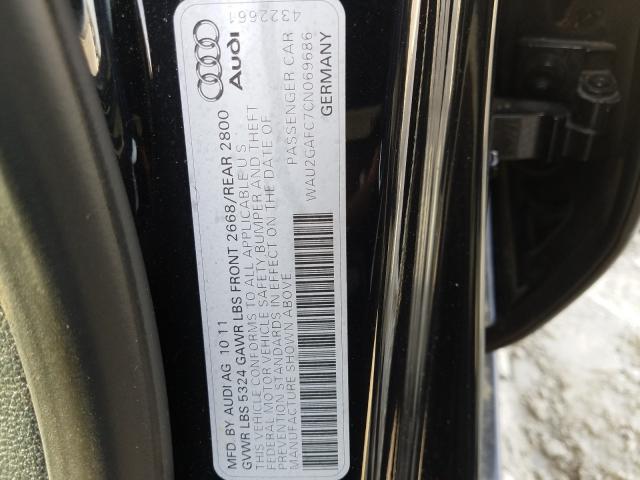 4322661
Audi
MFD. BY AUDI AG 10 11
GVWR LBS 5324 GAWR LBS FRONT 2668/REAR 2800
THIS VEHICLE CONFORMS TO ALL APPLICABLE U S
FEDERAL MOTOR VEHICLE SAFETY BUMPER AND THEFT
PREVENTION STANDARDS IN EFFECT ON THE DATE OF
MANUFACTURE SHOWN ABOVE
PASSENGER CAR
WAU2GAFC7CN069686
GERMANY